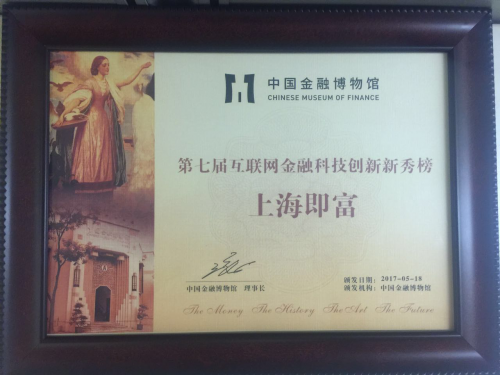 中国金融博物馆
CHINESE MUSEUM OF FINANCE
第七届互联网金融科技创新新秀榜
上海即富
中国金融博物馆 理事长
颁发日期：2017-05-18
颁发机构：中国金融博物馆
The Money The History The Art The Future